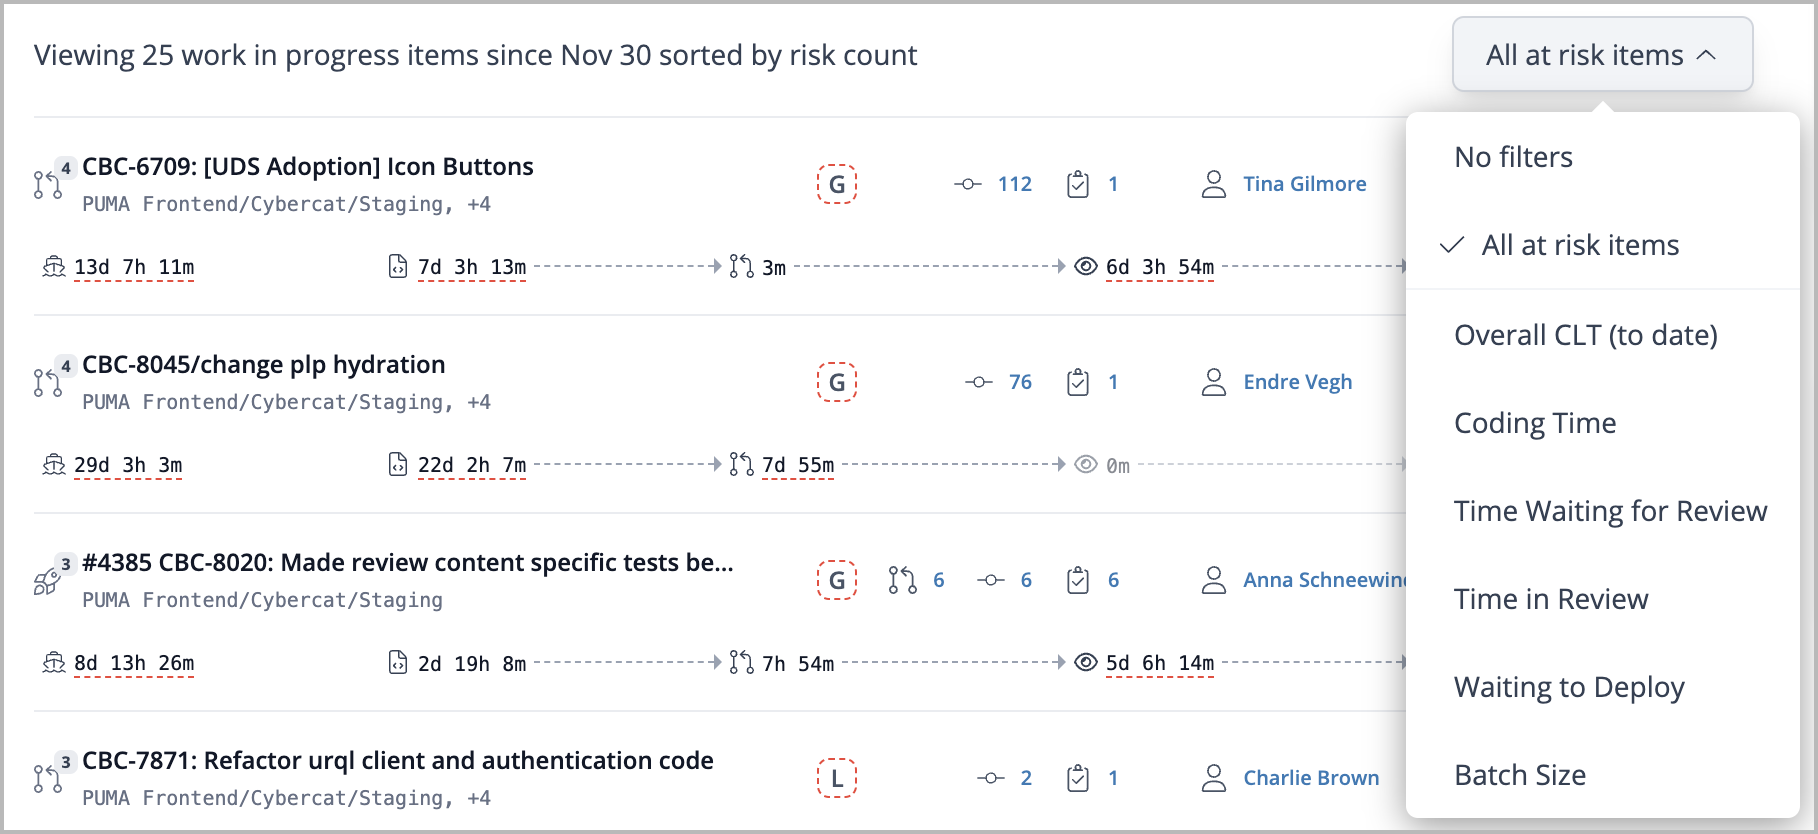 Viewing 25 work in progress items since Nov 30 sorted by risk count
All at risk items
4 CBC-6709: [UDS Adoption] Icon Buttons
G 112 1 Tina Gilmore
PUMA Frontend/Cybercat/Staging, +4
13d 7h 11m 7d 3h 13m 3m 6d 3h 54m
4 CBC-8045/change plp hydration
G 76 1 Endre Vegh
PUMA Frontend/Cybercat/Staging, +4
29d 3h 3m 22d 2h 7m 7d 55m 0m
3 #4385 CBC-8020: Made review content specific tests be...
G 6 6 6 Anna Schneewin
PUMA Frontend/Cybercat/Staging
8d 13h 26m 2d 19h 8m 7h 54m 5d 6h 14m
3 CBC-7871: Refactor urql client and authentication code
L 2 1 Charlie Brown
PUMA Frontend/Cybercat/Staging, +4
No filters
All at risk items
Overall CLT (to date)
Coding Time
Time Waiting for Review
Time in Review
Waiting to Deploy
Batch Size